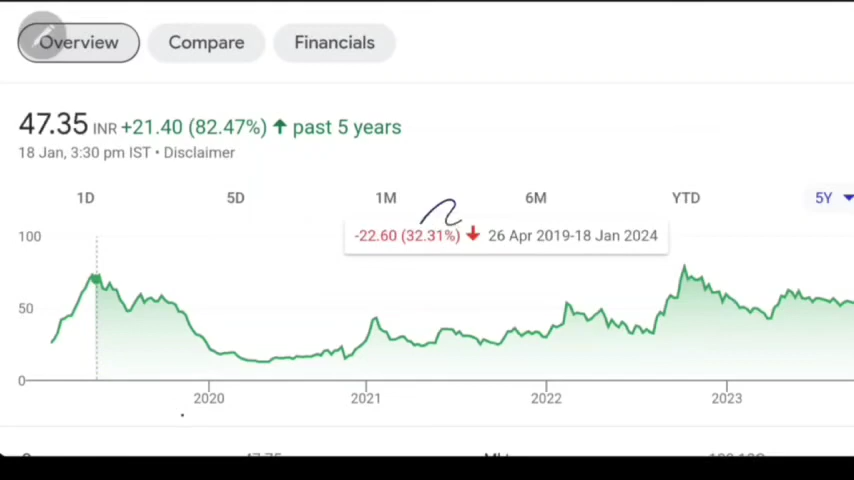 Overview Compare Financials
47.35 INR +21.40 (82.47%) ↑ past 5 years
18 Jan, 3:30 pm IST • Disclaimer
1D 5D 1M 6M YTD 5Y
-22.60 (32.31%) ↓ 26 Apr 2019-18 Jan 2024
100
50
0
2020 2021 2022 2023